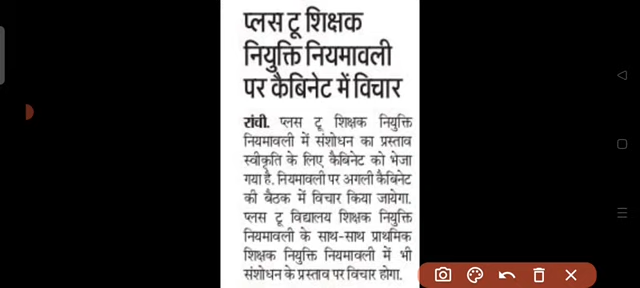 प्लस टू शिक्षक
नियुक्ति नियमावली
पर कैबिनेट में विचार
रांची. प्लस टू शिक्षक नियुक्ति
नियमावली में संशोधन का प्रस्ताव
स्वीकृति के लिए कैबिनेट को भेजा
गया है. नियमावली पर अगली कैबिनेट
की बैठक में विचार किया जायेगा.
प्लस टू विद्यालय शिक्षक नियुक्ति
नियमावली के साथ-साथ प्राथमिक
शिक्षक नियुक्ति नियमावली में भी
संशोधन के प्रस्ताव पर विचार होगा.